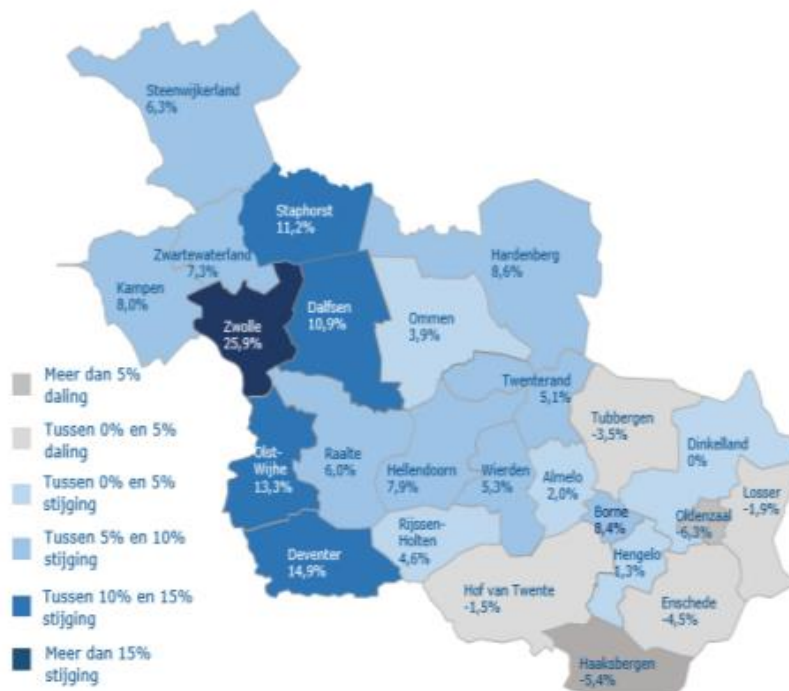 Steenwijkerland
6,3%
Staphorst
11,2%
Zwartewaterland
7,3%
Hardenberg
8,6%
Kampen
8,0%
Dalfsen
10,9%
Ommen
3,9%
Zwolle
25,9%
Meer dan 5%
daling
Tussen 0% en 5%
daling
Tussen 0% en 5%
stijging
Tussen 5% en 10%
stijging
Tussen 10% en 15%
stijging
Meer dan 15%
stijging
Twenterand
5,1%
Tubbergen
-3,5%
Dinkelland
0%
Olst-
Wijhe
13,3%
Raalte
6,0%
Hellendoorn
7,9%
Wierden
5,3%
Almelo
2,0%
Losser
-1,9%
Borne
8,4%
Oldenzaal
-6,3%
Rijssen-
Holten
4,6%
Hengelo
1,3%
Deventer
14,9%
Hof van Twente
-1,5%
Enschede
-4,5%
Haaksbergen
-5,4%